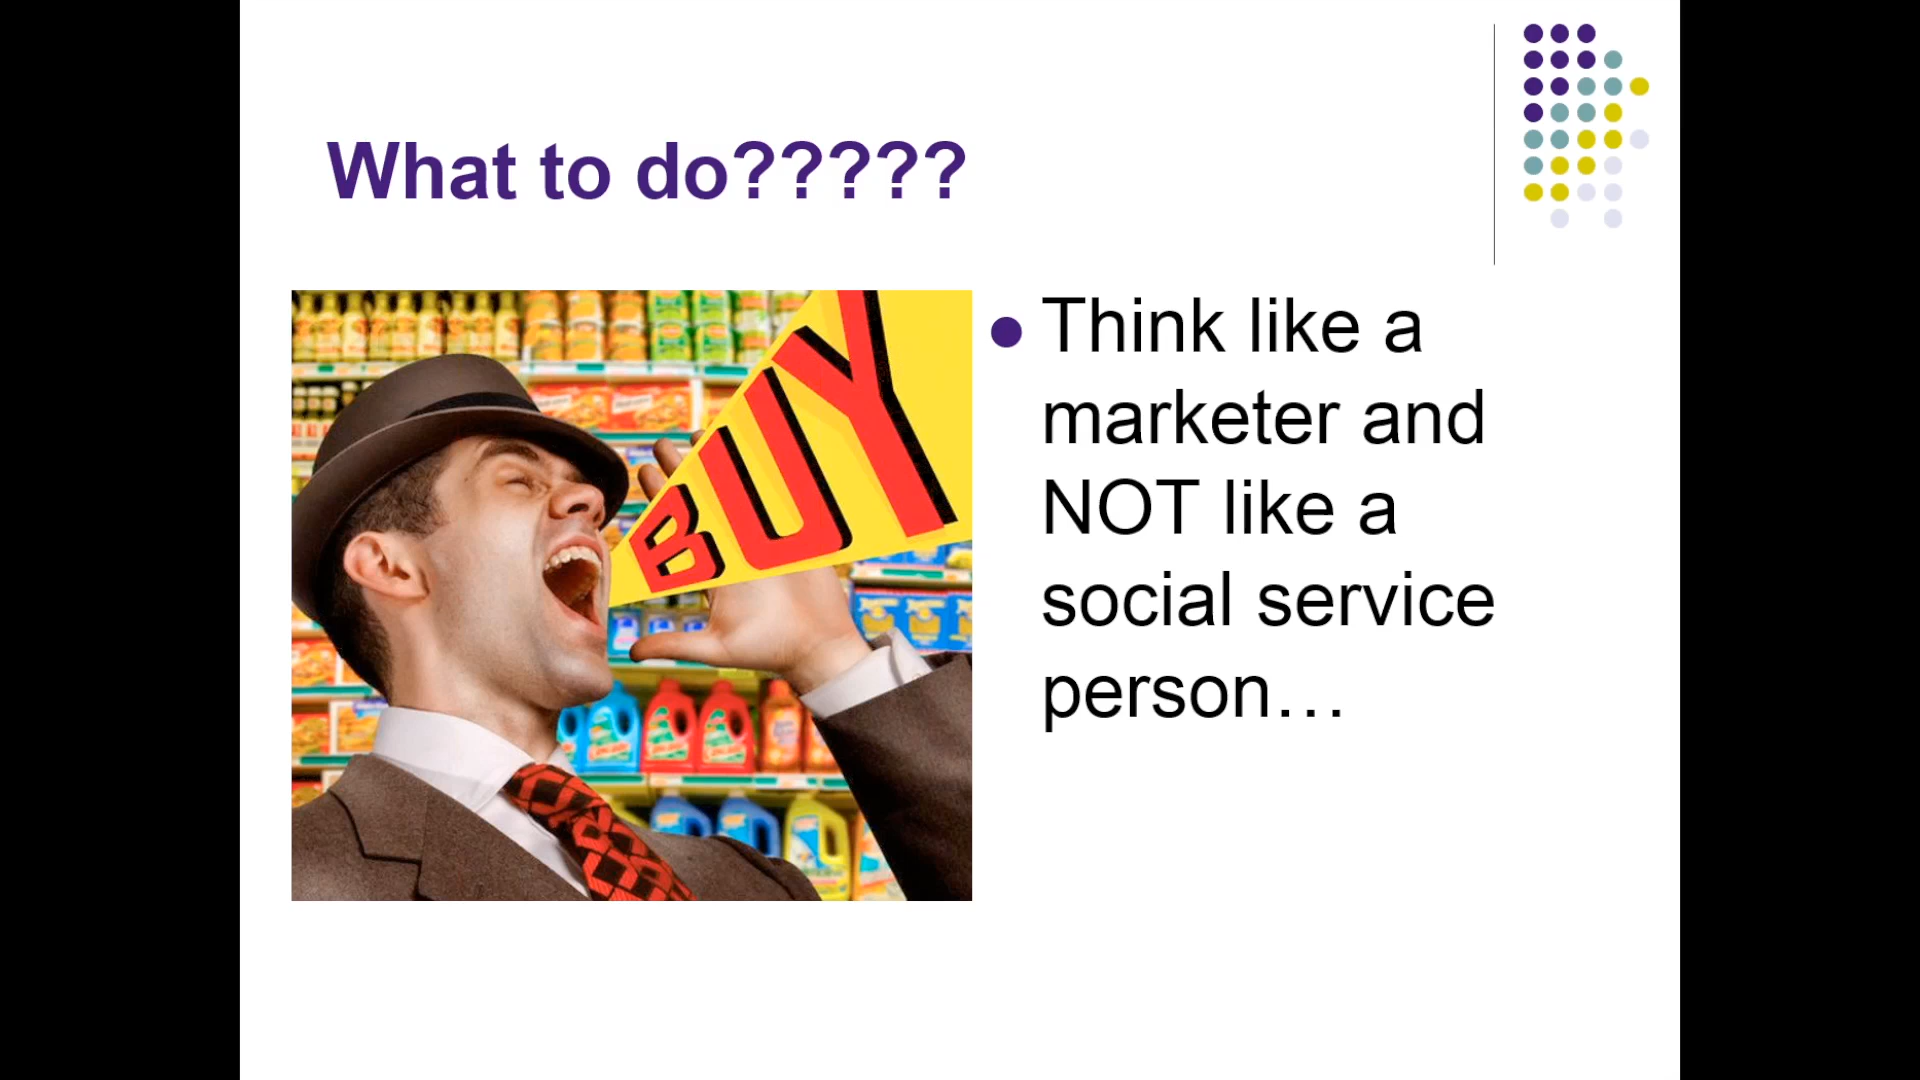 What to do?????
BUY
Think like a
marketer and
NOT like a
social service
person…